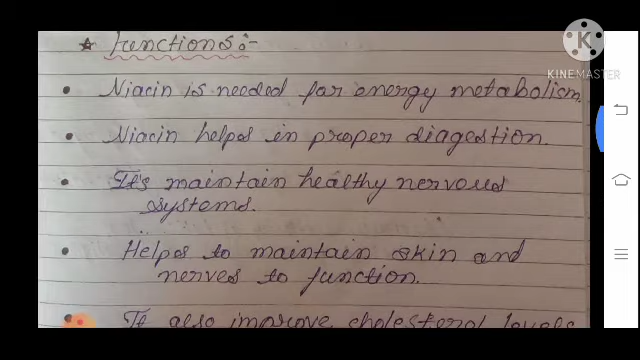 ☆ Functions:-
K
KINEMASTER
• Niacin is needed for energy metabolism.
• Niacin helps in proper diagestion.
• It's maintain healthy nervous
systems.
• Helps to maintain skin and
nerves to function.
• It also improve cholesterol levels